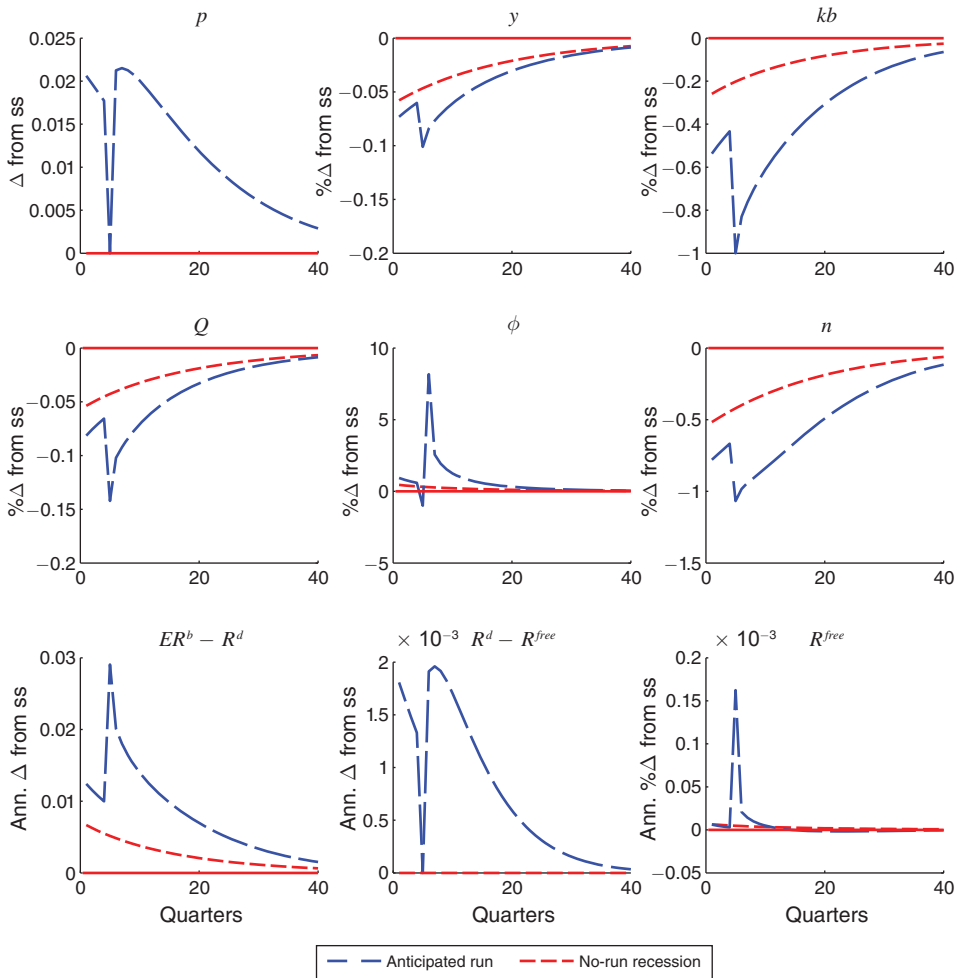 p
y
kb
0.025
0.02
0.015
0.01
0.005
0
Δ from ss
0
−0.05
−0.1
−0.15
−0.2
%Δ from ss
0
−0.2
−0.4
−0.6
−0.8
−1
%Δ from ss
0 20 40
0 20 40
0 20 40
Q
ϕ
n
0
−0.05
−0.1
−0.15
−0.2
%Δ from ss
10
5
0
−5
%Δ from ss
0
−0.5
−1
−1.5
%Δ from ss
0 20 40
0 20 40
0 20 40
ER^b − R^d
× 10^−3 R^d − R^free
× 10^−3 R^free
0.03
0.02
0.01
0
Ann. Δ from ss
2
1.5
1
0.5
0
Ann. Δ from ss
0.2
0.15
0.1
0.05
0
−0.05
Ann. %Δ from ss
0 20 40
0 20 40
0 20 40
Quarters
Quarters
Quarters
Anticipated run
No-run recession